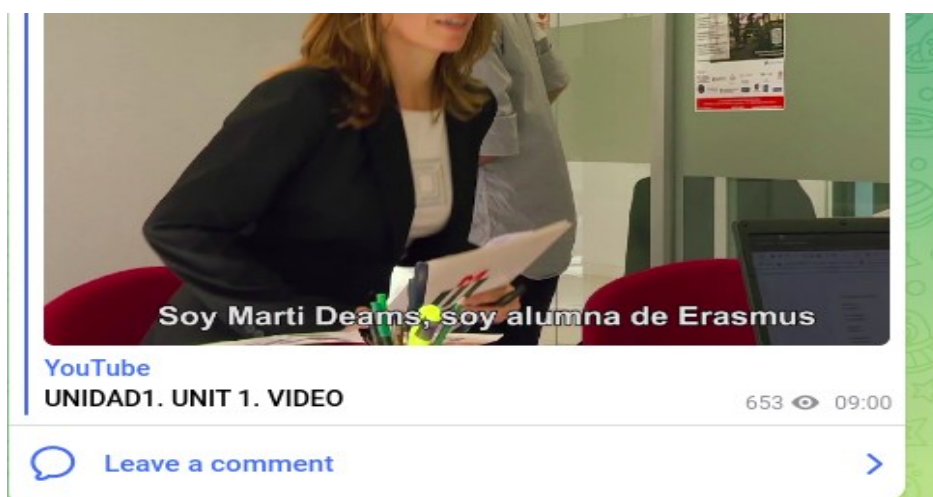 Soy Marti Deams, soy alumna de Erasmus
YouTube
UNIDAD1. UNIT 1. VIDEO
653 09:00
Leave a comment